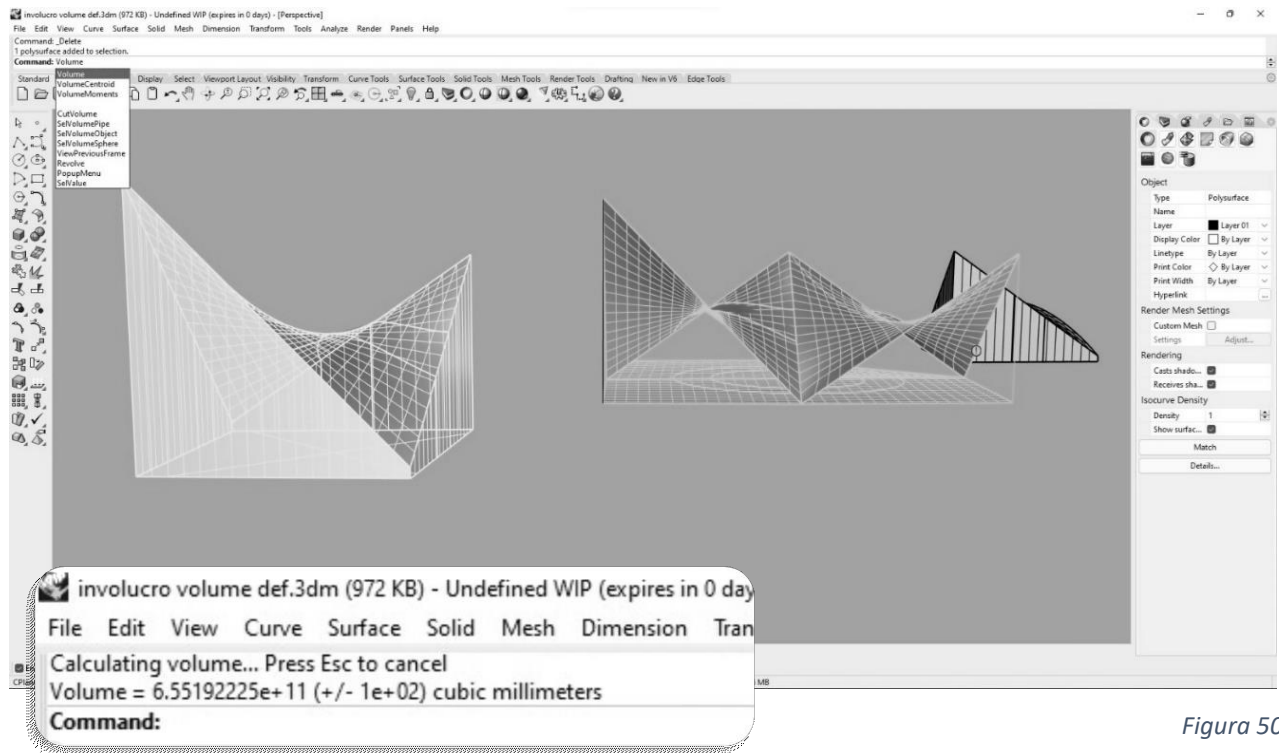 involucro volume def.3dm (972 KB) - Undefined WIP (expires in 0 days) - [Perspective]
File Edit View Curve Surface Solid Mesh Dimension Transform Tools Analyze Render Panels Help
Command: _Delete
1 polysurface added to selection.
Command: Volume
Standard Display Select Viewport Layout Visibility Transform Curve Tools Surface Tools Solid Tools Mesh Tools Render Tools Drafting New in V6 Edge Tools
Volume
VolumeCentroid
VolumeMoments
CutVolume
SelVolumePipe
SelVolumeObject
SelVolumeSphere
ViewPreviousFrame
Revolve
PopupMenu
SelValue
Object
Type Polysurface
Name
Layer Layer 01
Display Color By Layer
Linetype By Layer
Print Color By Layer
Print Width By Layer
Hyperlink ...
Render Mesh Settings
Custom Mesh
Settings Adjust...
Rendering
Casts shado...
Receives sha...
Isocurve Density
Density 1
Show surfac...
Match
Details...
involucro volume def.3dm (972 KB) - Undefined WIP (expires in 0 day
File Edit View Curve Surface Solid Mesh Dimension Tran
Calculating volume... Press Esc to cancel
Volume = 6.55192225e+11 (+/- 1e+02) cubic millimeters
Command:
MB
Figura 50